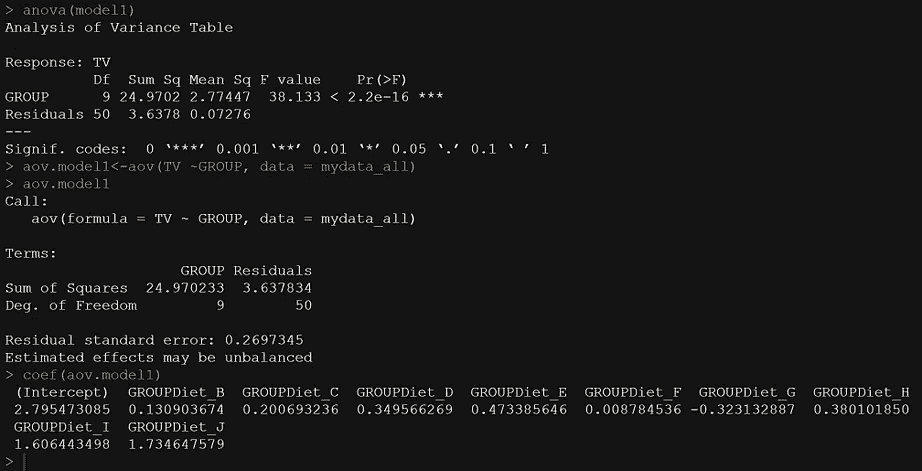 > anova(model1)
Analysis of Variance Table
Response: TV
Df Sum Sq Mean Sq F value Pr(>F)
GROUP 9 24.9702 2.77447 38.133 < 2.2e-16 ***
Residuals 50 3.6378 0.07276
---
Signif. codes: 0 ‘***’ 0.001 ‘**’ 0.01 ‘*’ 0.05 ‘.’ 0.1 ‘ ’ 1
> aov.model1<-aov(TV ~GROUP, data = mydata_all)
> aov.model1
Call:
aov(formula = TV ~ GROUP, data = mydata_all)
Terms:
GROUP Residuals
Sum of Squares 24.970233 3.637834
Deg. of Freedom 9 50
Residual standard error: 0.2697345
Estimated effects may be unbalanced
> coef(aov.model1)
(Intercept) GROUPDiet_B GROUPDiet_C GROUPDiet_D GROUPDiet_E GROUPDiet_F GROUPDiet_G GROUPDiet_H
2.795473085 0.130903674 0.200693236 0.349566269 0.473385646 0.008784536 -0.323132887 0.380101850
GROUPDiet_I GROUPDiet_J
1.606443498 1.734647579
>